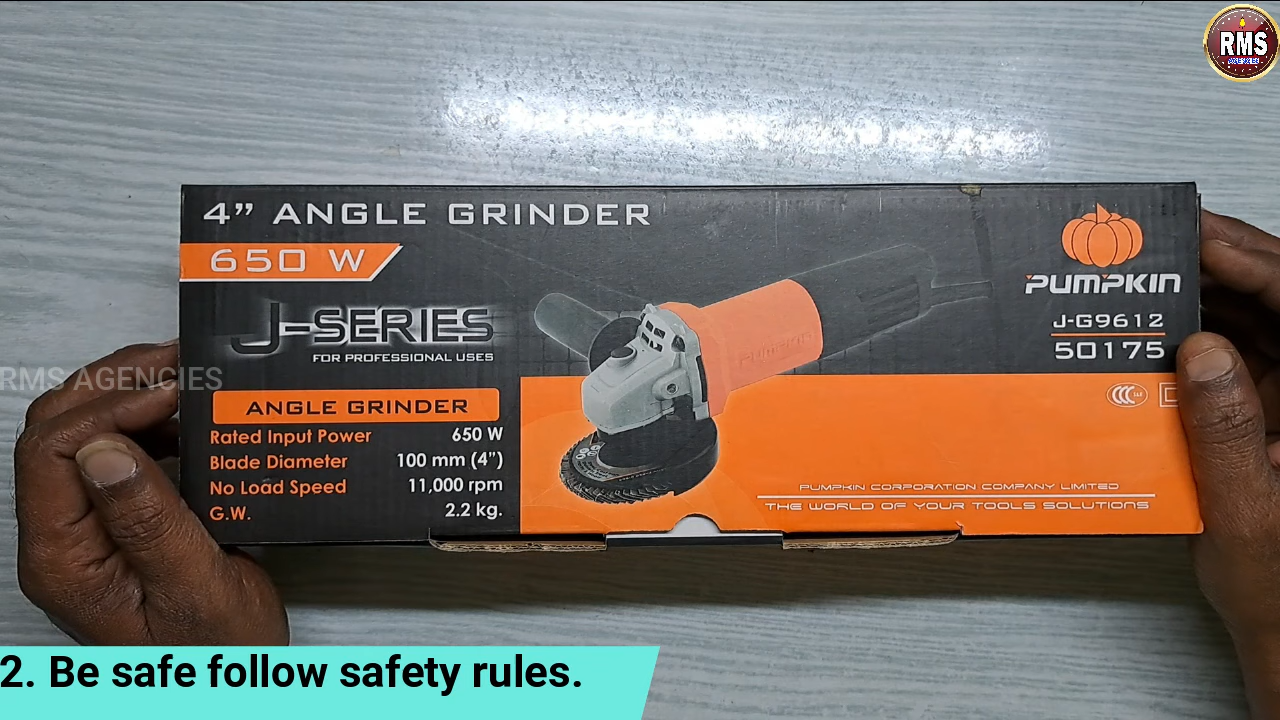 RMS
AGENCIES
4” ANGLE GRINDER
650 W
PUMPKIN
J-SERIES
FOR PROFESSIONAL USES
J-G9612
50175
RMS AGENCIES
ANGLE GRINDER
Rated Input Power 650 W
Blade Diameter 100 mm (4”)
No Load Speed 11,000 rpm
G.W. 2.2 kg.
PUMPKIN
PUMPKIN CORPORATION COMPANY LIMITED
THE WORLD OF YOUR TOOLS SOLUTIONS
2. Be safe follow safety rules.